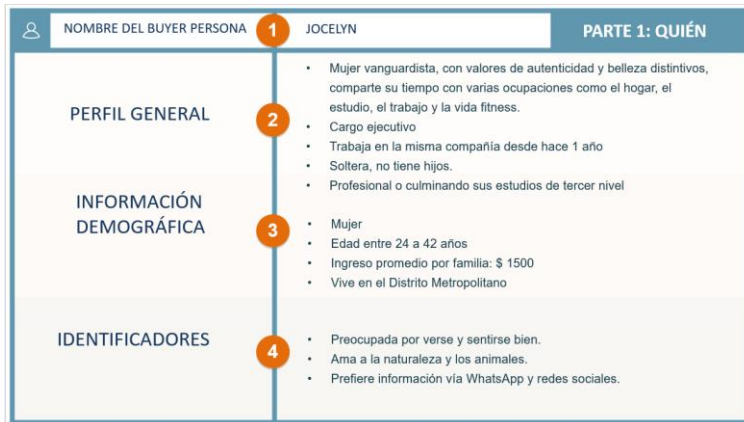 NOMBRE DEL BUYER PERSONA
1
JOCELYN
PARTE 1: QUIÉN
PERFIL GENERAL
2
• Mujer vanguardista, con valores de autenticidad y belleza distintivos,
comparte su tiempo con varias ocupaciones como el hogar, el
estudio, el trabajo y la vida fitness.
• Cargo ejecutivo
• Trabaja en la misma compañía desde hace 1 año
• Soltera, no tiene hijos.
• Profesional o culminando sus estudios de tercer nivel
INFORMACIÓN
DEMOGRÁFICA
3
• Mujer
• Edad entre 24 a 42 años
• Ingreso promedio por familia: $ 1500
• Vive en el Distrito Metropolitano
IDENTIFICADORES
4
• Preocupada por verse y sentirse bien.
• Ama a la naturaleza y los animales.
• Prefiere información vía WhatsApp y redes sociales.